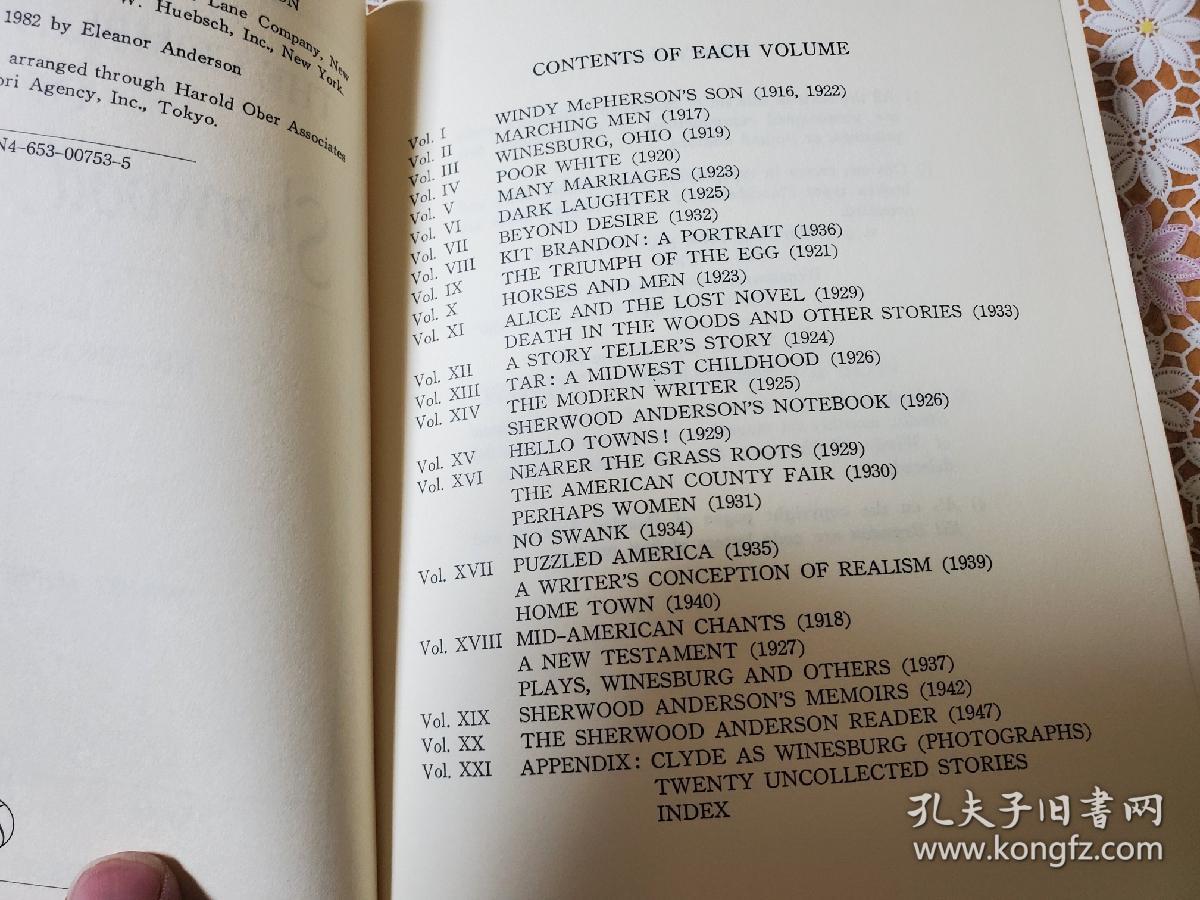 ON
Lane Company, New
W. Huebsch, Inc., New York
1982 by Eleanor Anderson
arranged through Harold Ober Associates
ori Agency, Inc., Tokyo.
N4-653-00753-5
CONTENTS OF EACH VOLUME
Vol. I WINDY McPHERSON'S SON (1916, 1922)
Vol. II MARCHING MEN (1917)
Vol. III WINESBURG, OHIO (1919)
Vol. IV POOR WHITE (1920)
Vol. V MANY MARRIAGES (1923)
Vol. VI DARK LAUGHTER (1925)
Vol. VII BEYOND DESIRE (1932)
Vol. VIII KIT BRANDON: A PORTRAIT (1936)
Vol. IX THE TRIUMPH OF THE EGG (1921)
Vol. X HORSES AND MEN (1923)
Vol. XI ALICE AND THE LOST NOVEL (1929)
DEATH IN THE WOODS AND OTHER STORIES (1933)
Vol. XII A STORY TELLER'S STORY (1924)
Vol. XIII TAR: A MIDWEST CHILDHOOD (1926)
Vol. XIV THE MODERN WRITER (1925)
SHERWOOD ANDERSON'S NOTEBOOK (1926)
Vol. XV HELLO TOWNS! (1929)
Vol. XVI NEARER THE GRASS ROOTS (1929)
THE AMERICAN COUNTY FAIR (1930)
PERHAPS WOMEN (1931)
NO SWANK (1934)
Vol. XVII PUZZLED AMERICA (1935)
A WRITER'S CONCEPTION OF REALISM (1939)
HOME TOWN (1940)
Vol. XVIII MID-AMERICAN CHANTS (1918)
A NEW TESTAMENT (1927)
PLAYS, WINESBURG AND OTHERS (1937)
Vol. XIX SHERWOOD ANDERSON'S MEMOIRS (1942)
Vol. XX THE SHERWOOD ANDERSON READER (1947)
Vol. XXI APPENDIX: CLYDE AS WINESBURG (PHOTOGRAPHS)
TWENTY UNCOLLECTED STORIES
INDEX
孔夫子旧书网
www.kongfz.com